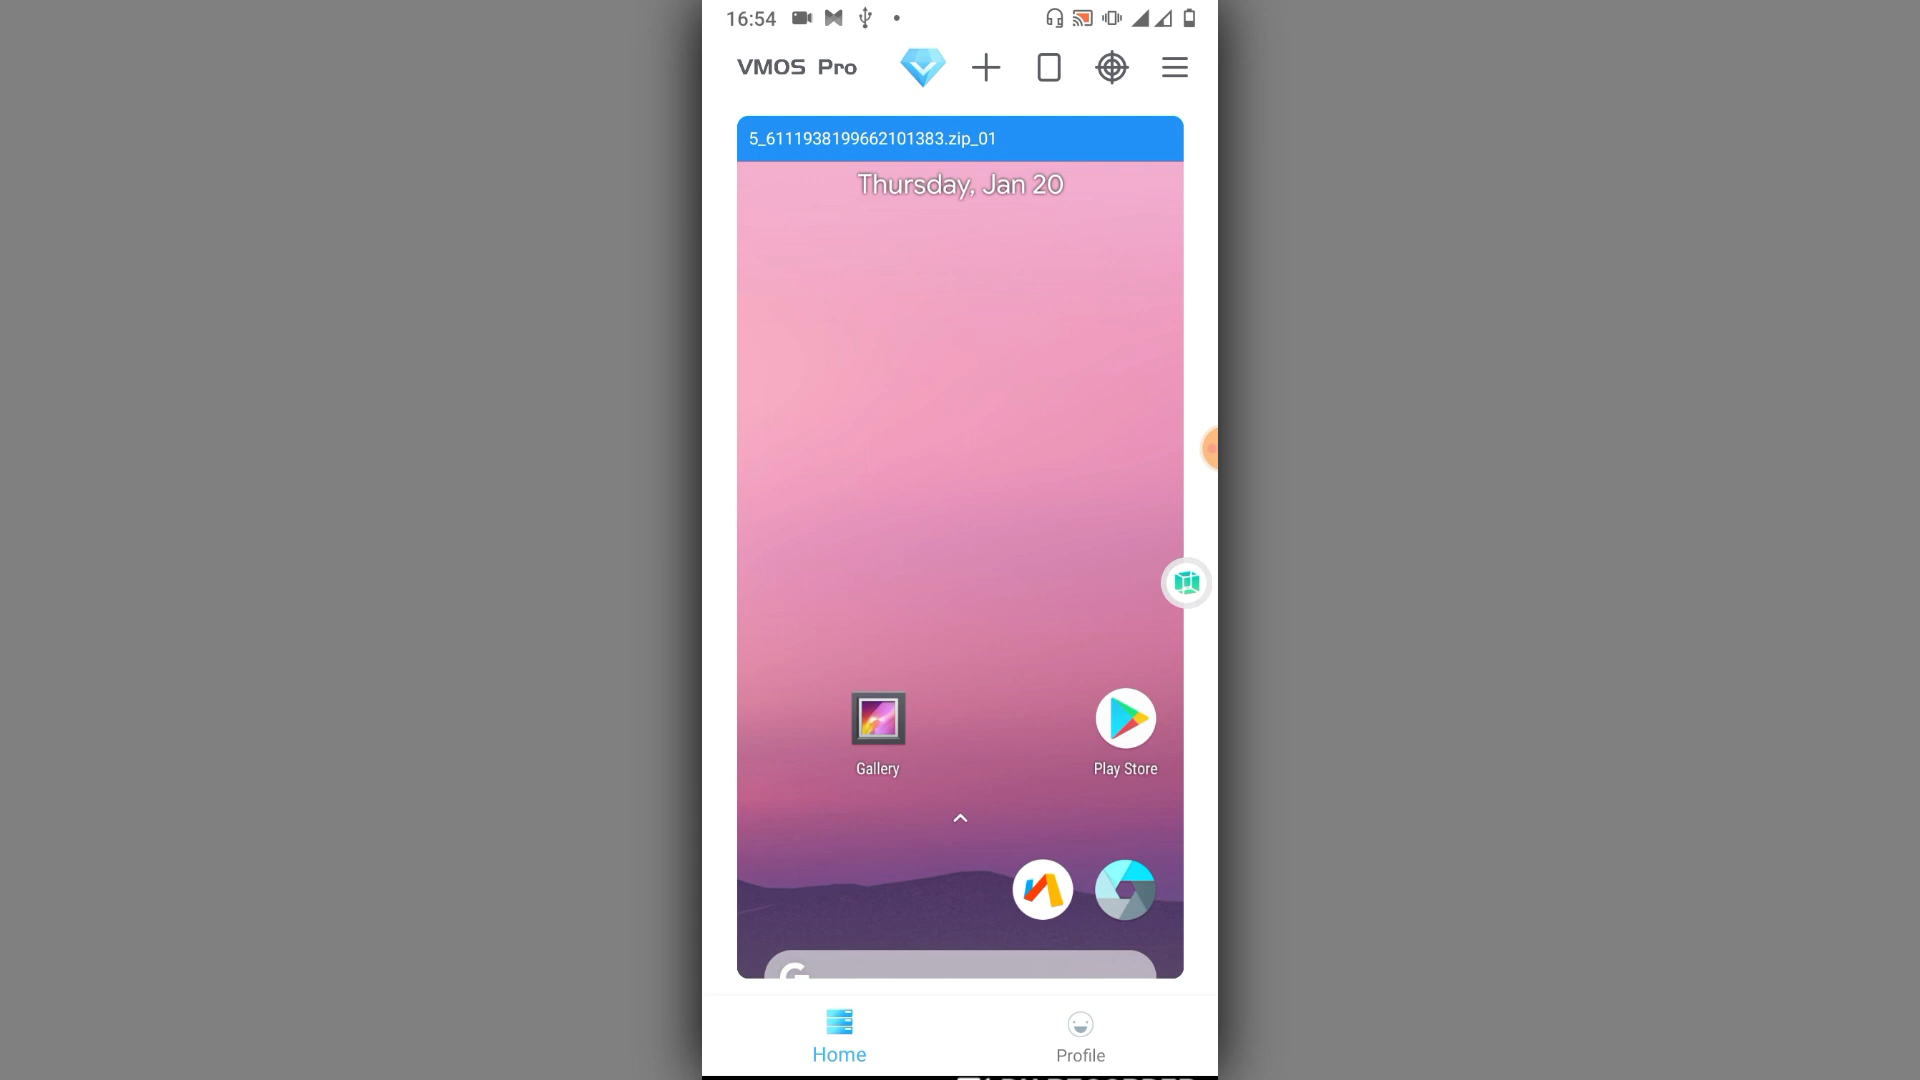 16:54
VMOS Pro
5_6111938199662101383.zip_01
Thursday, Jan 20
Gallery
Play Store
Home
Profile